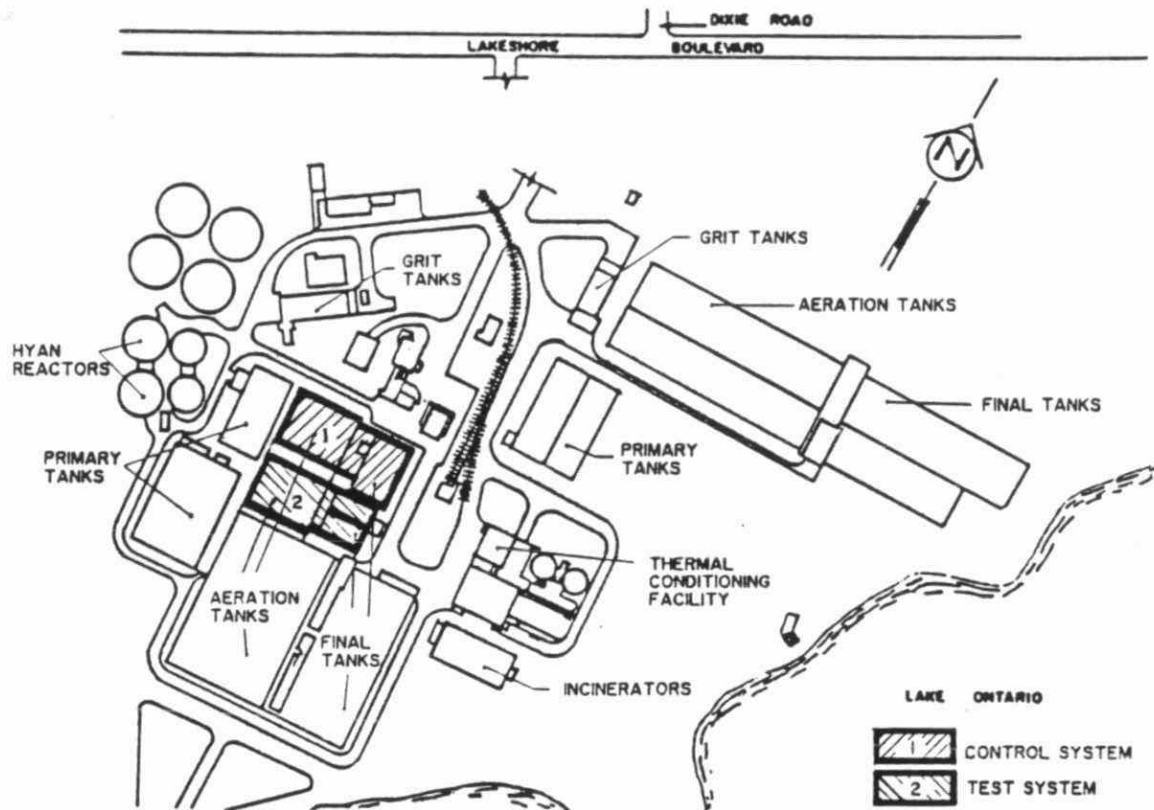 DIXIE ROAD
LAKESHORE BOULEVARD
N
GRIT TANKS
GRIT
TANKS
AERATION TANKS
HYAN
REACTORS
FINAL TANKS
1
PRIMARY
TANKS
PRIMARY
TANKS
2
THERMAL
CONDITIONING
FACILITY
AERATION
TANKS
FINAL
TANKS
INCINERATORS
LAKE ONTARIO
1 CONTROL SYSTEM
2 TEST SYSTEM